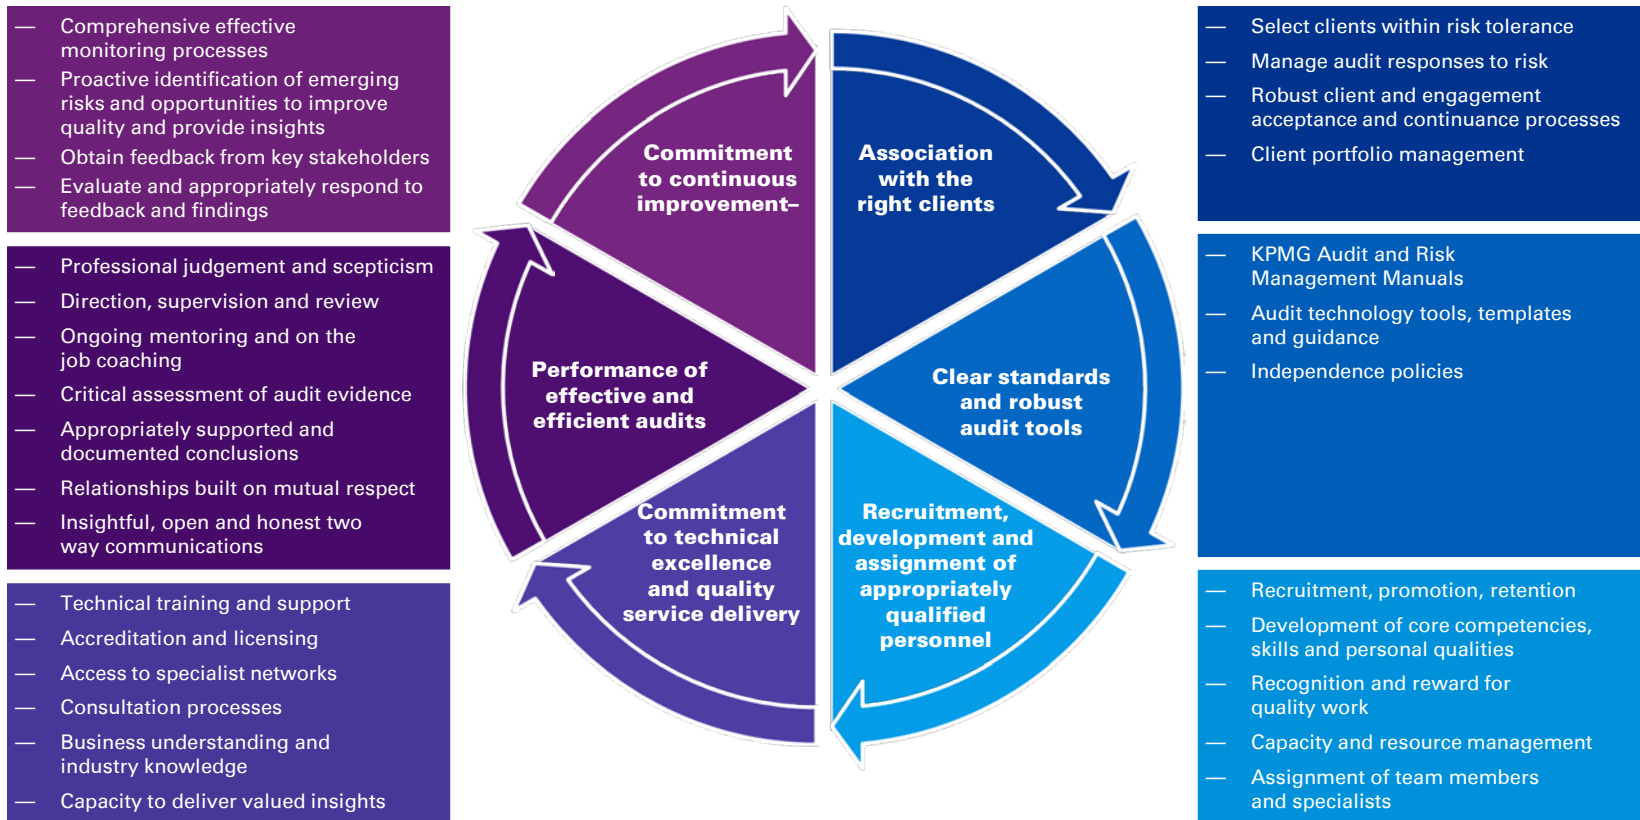 — Comprehensive effective
monitoring processes
— Proactive identification of emerging
risks and opportunities to improve
quality and provide insights
— Obtain feedback from key stakeholders
— Evaluate and appropriately respond to
feedback and findings
— Professional judgement and scepticism
— Direction, supervision and review
— Ongoing mentoring and on the
job coaching
— Critical assessment of audit evidence
— Appropriately supported and
documented conclusions
— Relationships built on mutual respect
— Insightful, open and honest two
way communications
— Technical training and support
— Accreditation and licensing
— Access to specialist networks
— Consultation processes
— Business understanding and
industry knowledge
— Capacity to deliver valued insights
Commitment
to continuous
improvement–
Association
with the
right clients
Performance of
effective and
efficient audits
Clear standards
and robust
audit tools
Commitment
to technical
excellence
and quality
service delivery
Recruitment,
development and
assignment of
appropriately
qualified
personnel
— Select clients within risk tolerance
— Manage audit responses to risk
— Robust client and engagement
acceptance and continuance processes
— Client portfolio management
— KPMG Audit and Risk
Management Manuals
— Audit technology tools, templates
and guidance
— Independence policies
— Recruitment, promotion, retention
— Development of core competencies,
skills and personal qualities
— Recognition and reward for
quality work
— Capacity and resource management
— Assignment of team members
and specialists